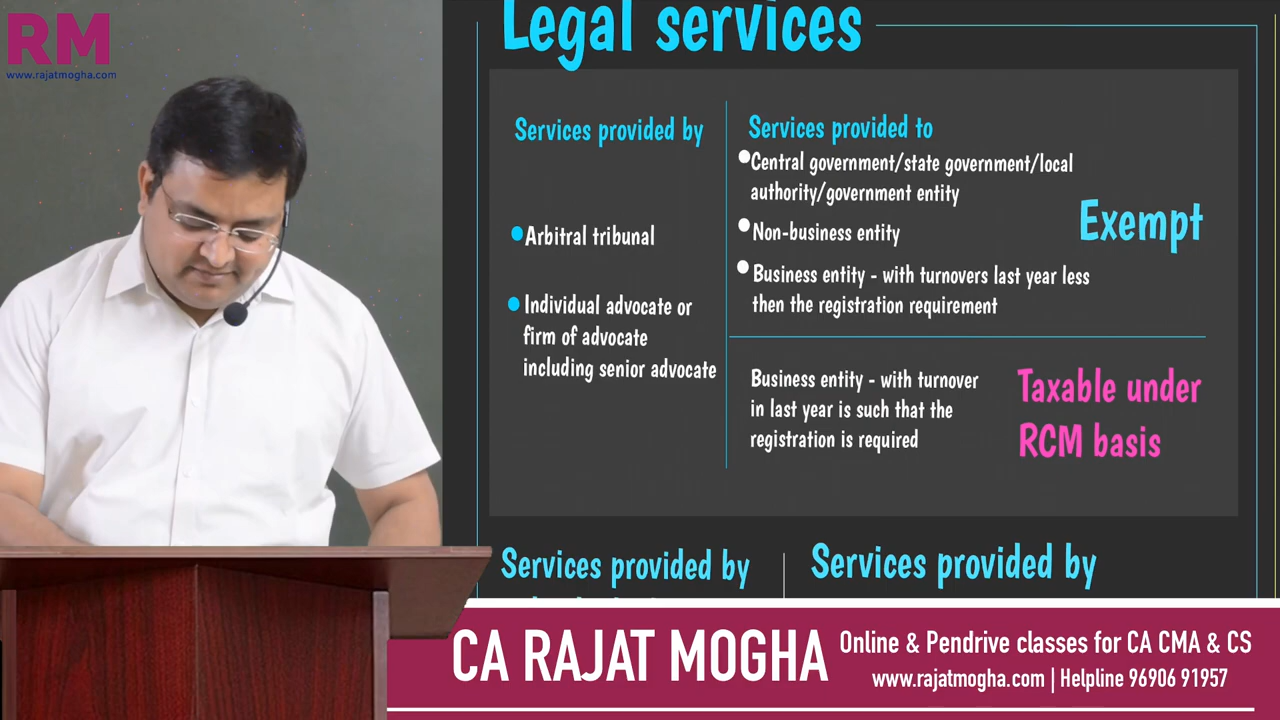 RM
www.rajatmogha.com
Legal services
Services provided by
Arbitral tribunal
Individual advocate or
firm of advocate
including senior advocate
Services provided to
Central government/state government/local
authority/government entity
Non-business entity
Business entity - with turnovers last year less
then the registration requirement
Exempt
Business entity - with turnover
in last year is such that the
registration is required
Taxable under
RCM basis
Services provided by
Services provided by
CA RAJAT MOGHA
Online & Pendrive classes for CA CMA & CS
www.rajatmogha.com | Helpline 96906 91957